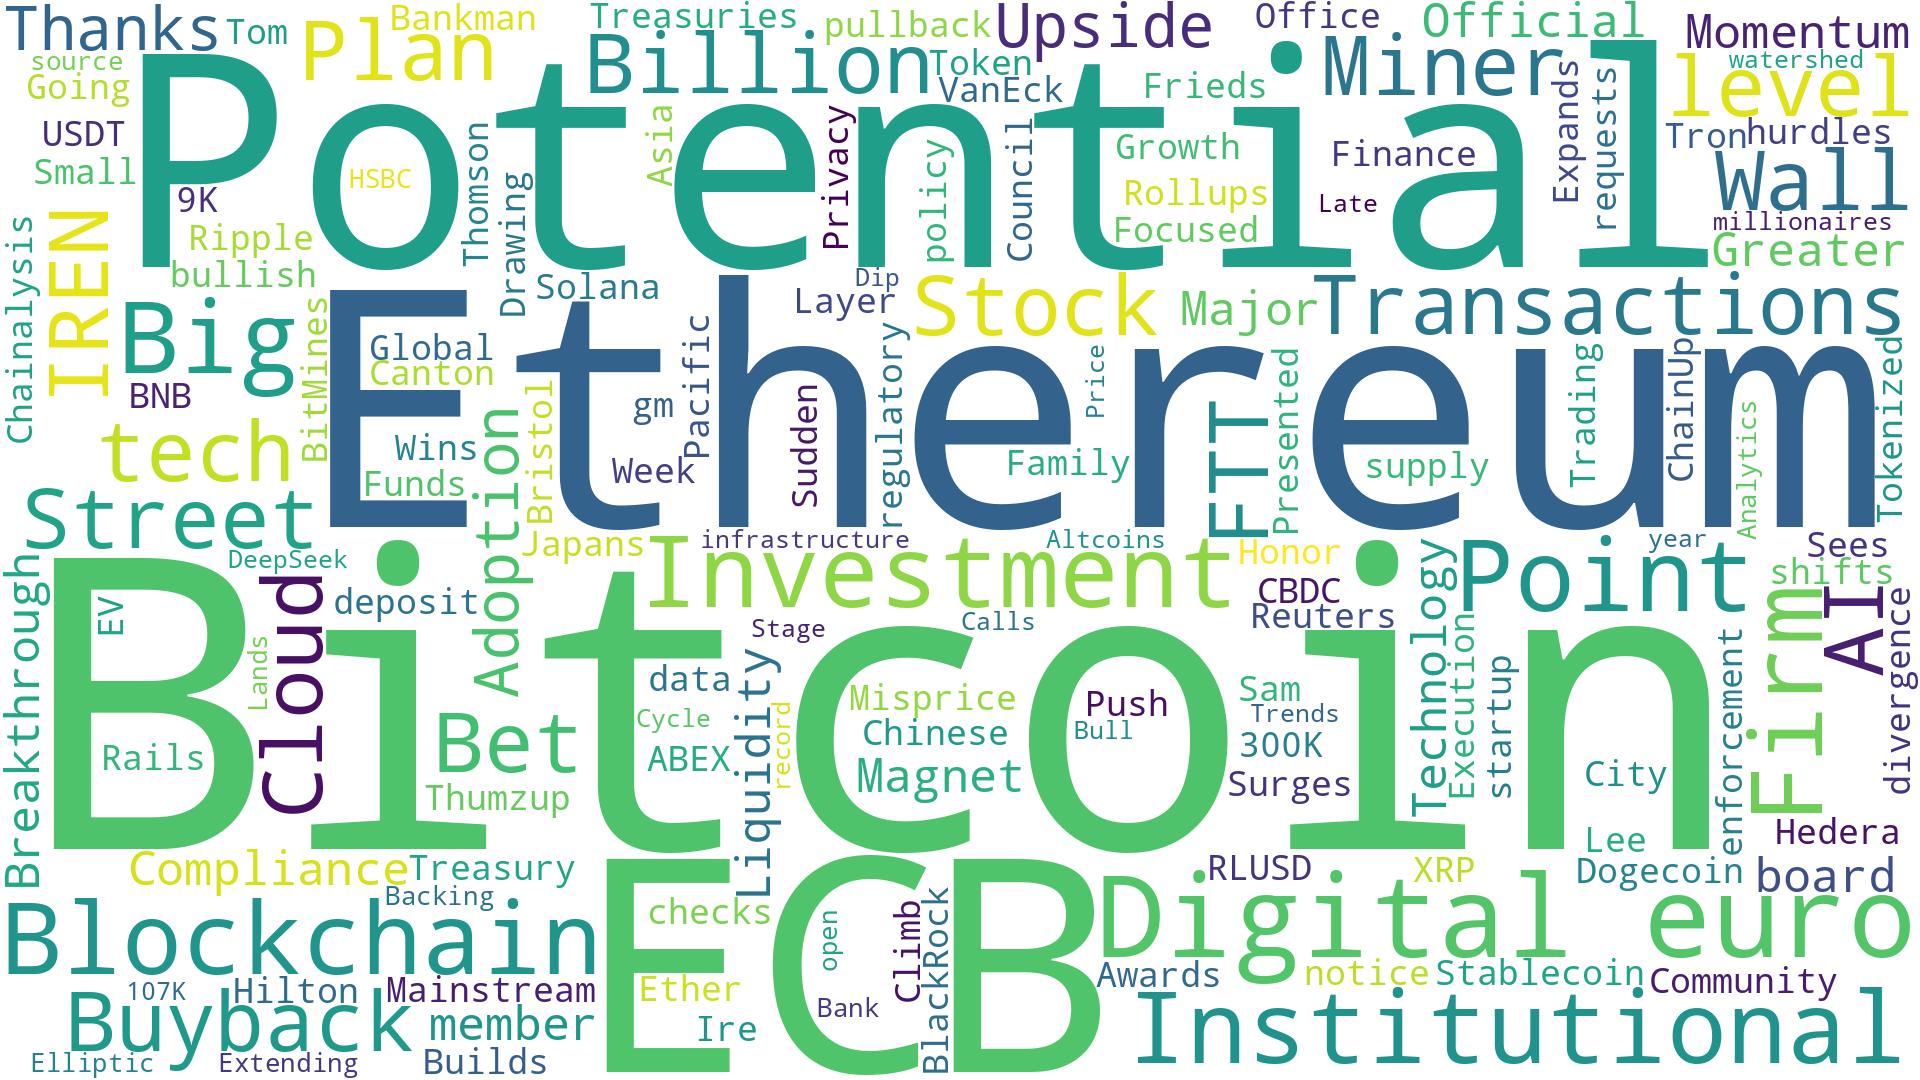 Thanks
Tom
Plan
Bankman
Treasuries
pullback
Upside
Office
Official
Momentum
source
Going
Billion
Token
VanEck
Frieds
Miner
level
watershed
Potential
USDT
Small
9K
HSBC
Thomson
Drawing
Asia
Privacy
policy
Council
Growth
Rollups
Focused
Finance
Late
Expands
requests
Tron
hurdles
Wall
millionaires
Greater
Chainalysis
IREN
Ripple
bullish
Solana
Dip
Layer
Stock
Major
Transactions
Big
BNB
BitMines
Ethereum
Global
Canton
gm
Pacific
Sudden
regulatory
Price
Presented
FTT
Trading
ChainUp
Analytics
Tokenized
tech
Wins
Funds
Adoption
Bristol
Week
Family
supply
Street
DeepSeek
Japans
infrastructure
Altcoins
Honor
year
Sees
Breakthrough
EV
Cloud
deposit
Investment
CBDC
Reuters
Technology
Point
shifts
AI
Bitcoin
Lands
Stage
Calls
Rails
Bet
Thumzup
data
Cycle
ABEX
Liquidity
record
Misprice
Chinese
Magnet
Push
Bull
Sam
Trends
300K
Surges
Execution
startup
City
Lee
enforcement
Firm
divergence
Hedera
Compliance
Treasury
Backing
RLUSD
XRP
Dogecoin
board
Blockchain
ECB
checks
open
Climb
BlackRock
Digital euro
107K
Hilton
Mainstream
Ether
Bank
Awards
notice
Stablecoin
Community
Buyback
member
Ire
Institutional
Elliptic
Extending
Builds